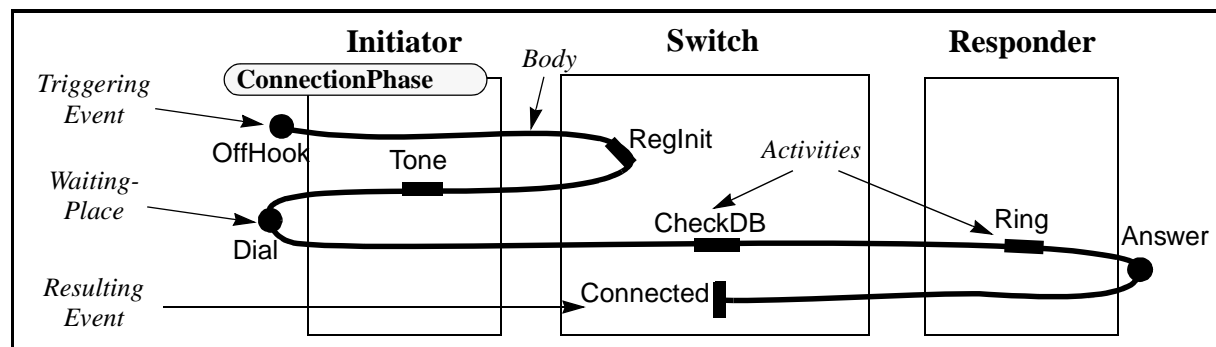 Initiator
Switch
Responder
Body
ConnectionPhase
Triggering
Event
OffHook
RegInit
Tone
Activities
Waiting-
Place
Dial
CheckDB
Ring
Answer
Resulting
Event
Connected